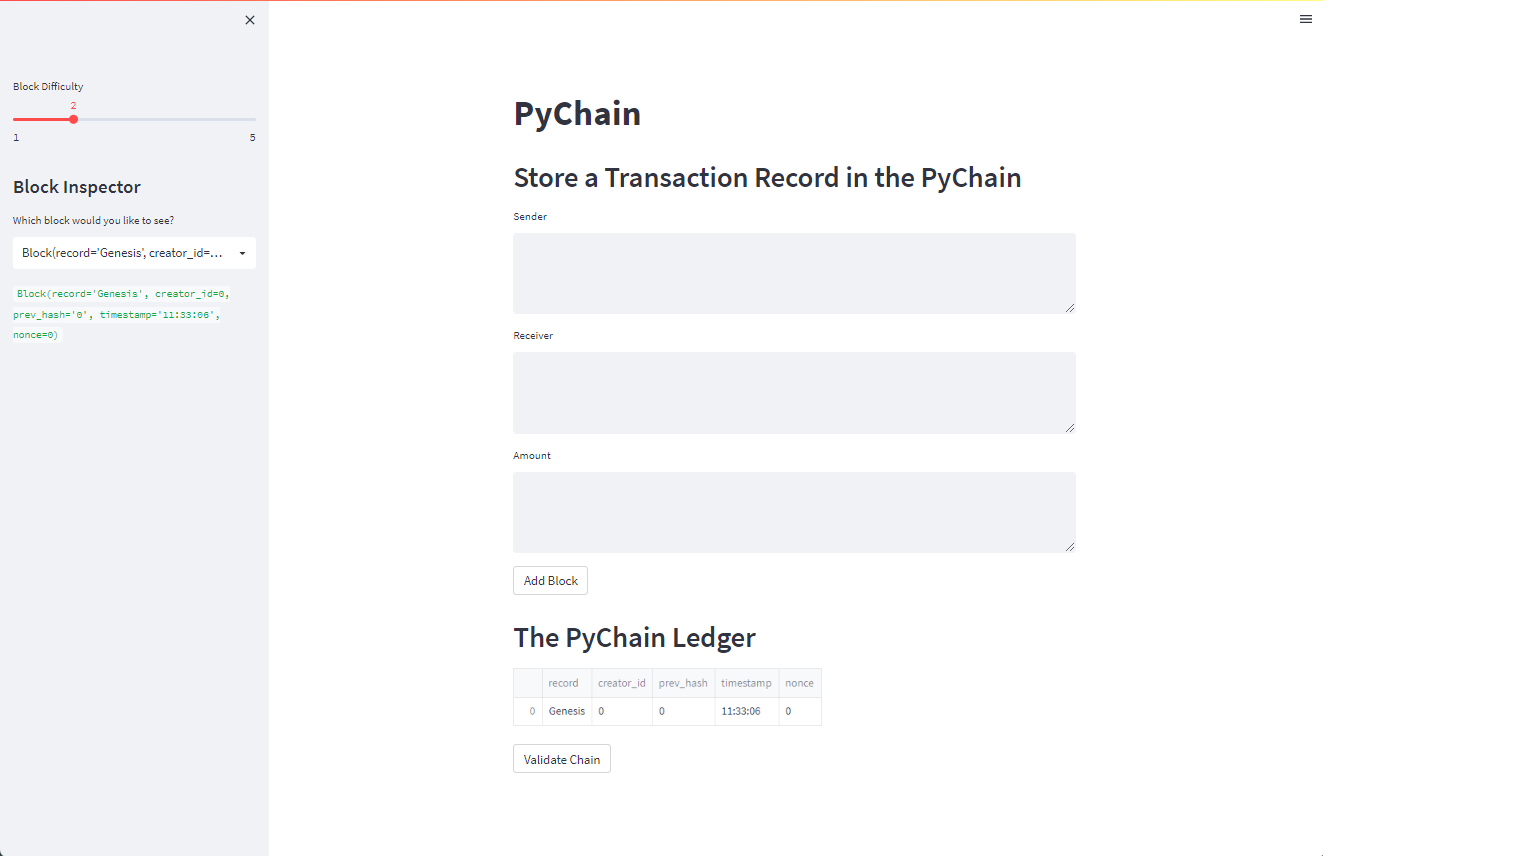 Block Difficulty
2
1 5
Block Inspector
Which block would you like to see?
Block(record='Genesis', creator_id=...
Block(record='Genesis', creator_id=0,
prev_hash='0', timestamp='11:33:06',
nonce=0)
PyChain
Store a Transaction Record in the PyChain
Sender
Receiver
Amount
Add Block
The PyChain Ledger
record creator_id prev_hash timestamp nonce
0 Genesis 0 0 11:33:06 0
Validate Chain